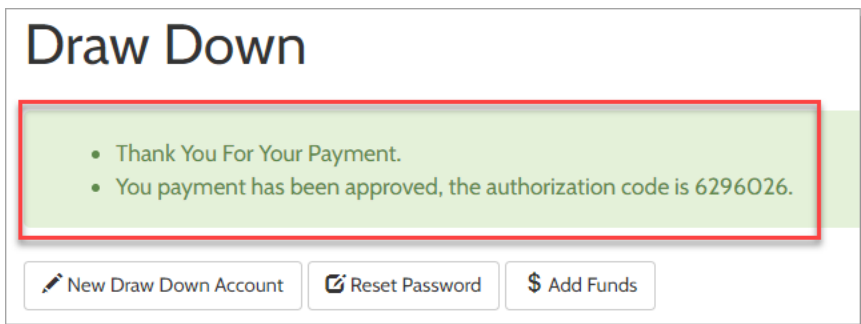 Draw Down
• Thank You For Your Payment.
• You payment has been approved, the authorization code is 6296026.
New Draw Down Account Reset Password $ Add Funds